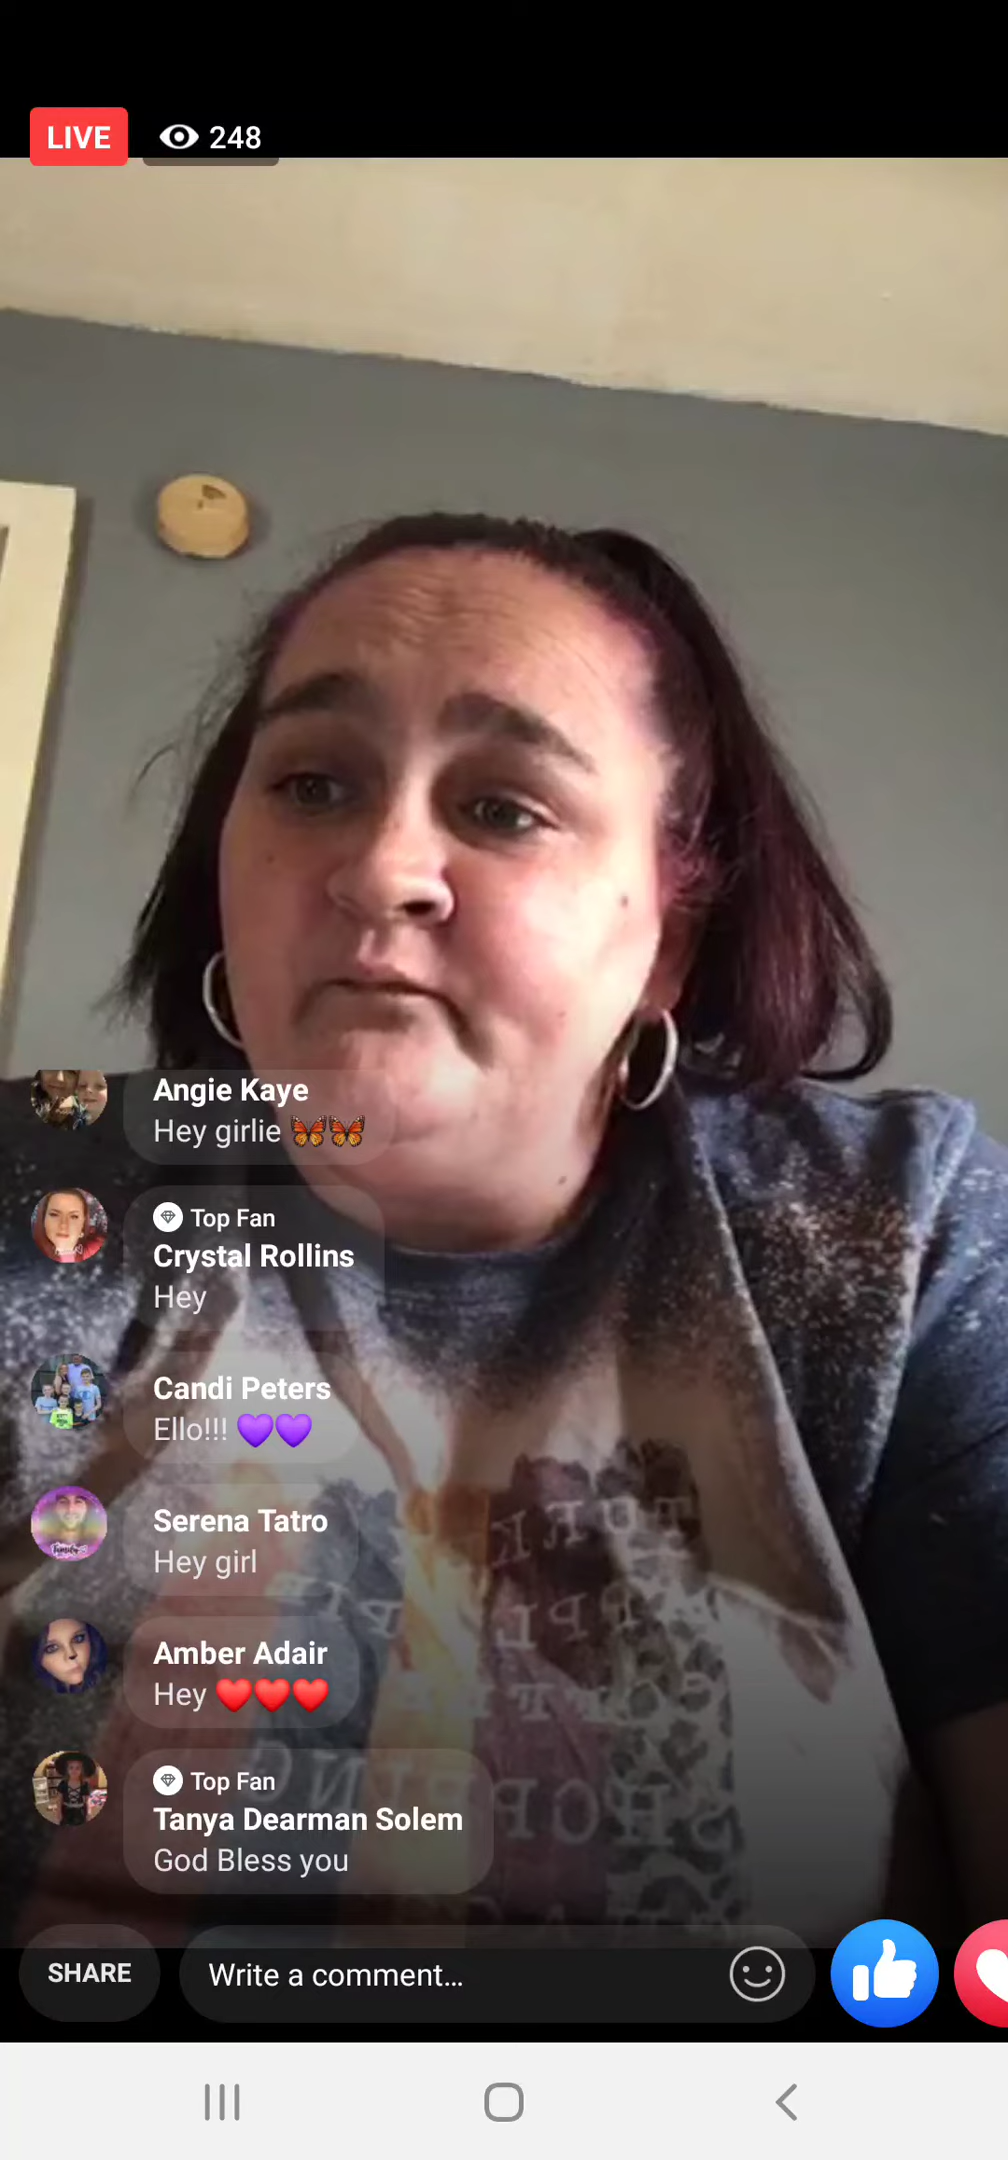 LIVE 248
Angie Kaye
Hey girlie 🦋🦋
Top Fan
Crystal Rollins
Hey
Candi Peters
Ello!!! 💜💜
Serena Tatro
Hey girl
Amber Adair
Hey ❤️❤️❤️
Top Fan
Tanya Dearman Solem
God Bless you
SHARE
Write a comment...